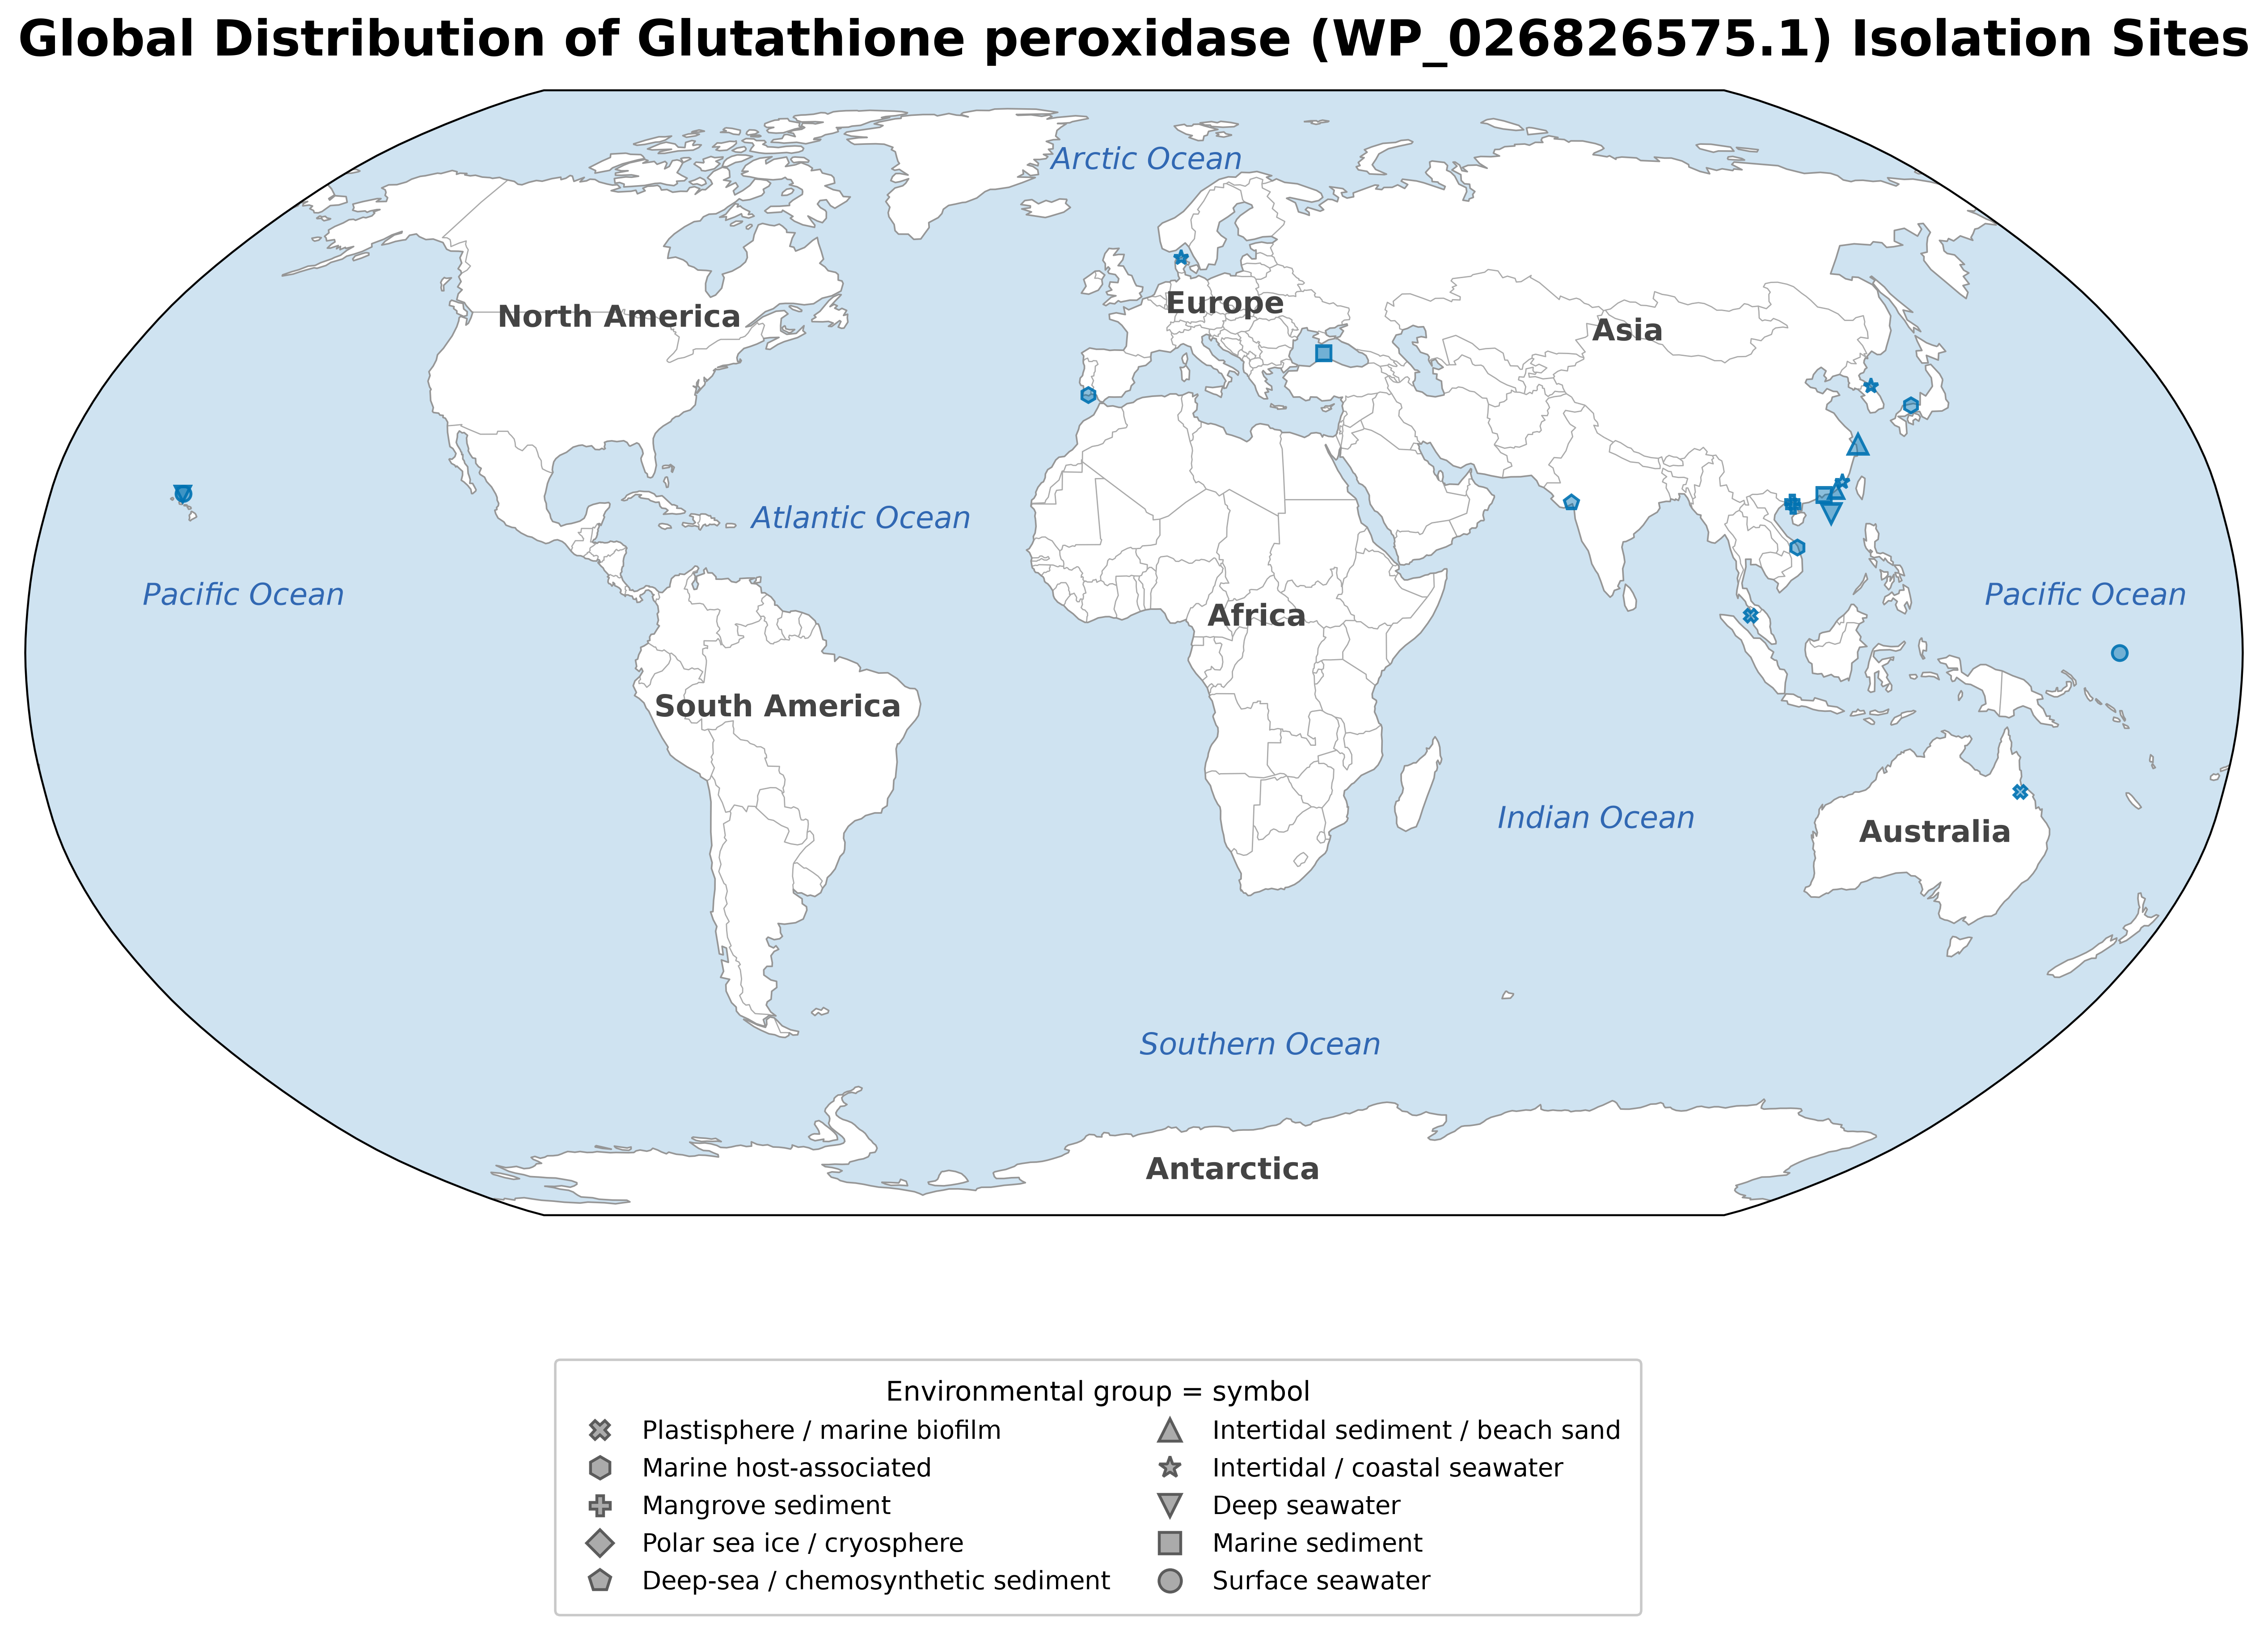 Global Distribution of Glutathione peroxidase (WP_026826575.1) Isolation Sites
Arctic Ocean
North America
Europe
Asia
Atlantic Ocean
Pacific Ocean
Pacific Ocean
Africa
South America
Indian Ocean
Australia
Southern Ocean
Antarctica
Environmental group = symbol
Plastisphere / marine biofilm
Marine host-associated
Mangrove sediment
Polar sea ice / cryosphere
Deep-sea / chemosynthetic sediment
Intertidal sediment / beach sand
Intertidal / coastal seawater
Deep seawater
Marine sediment
Surface seawater